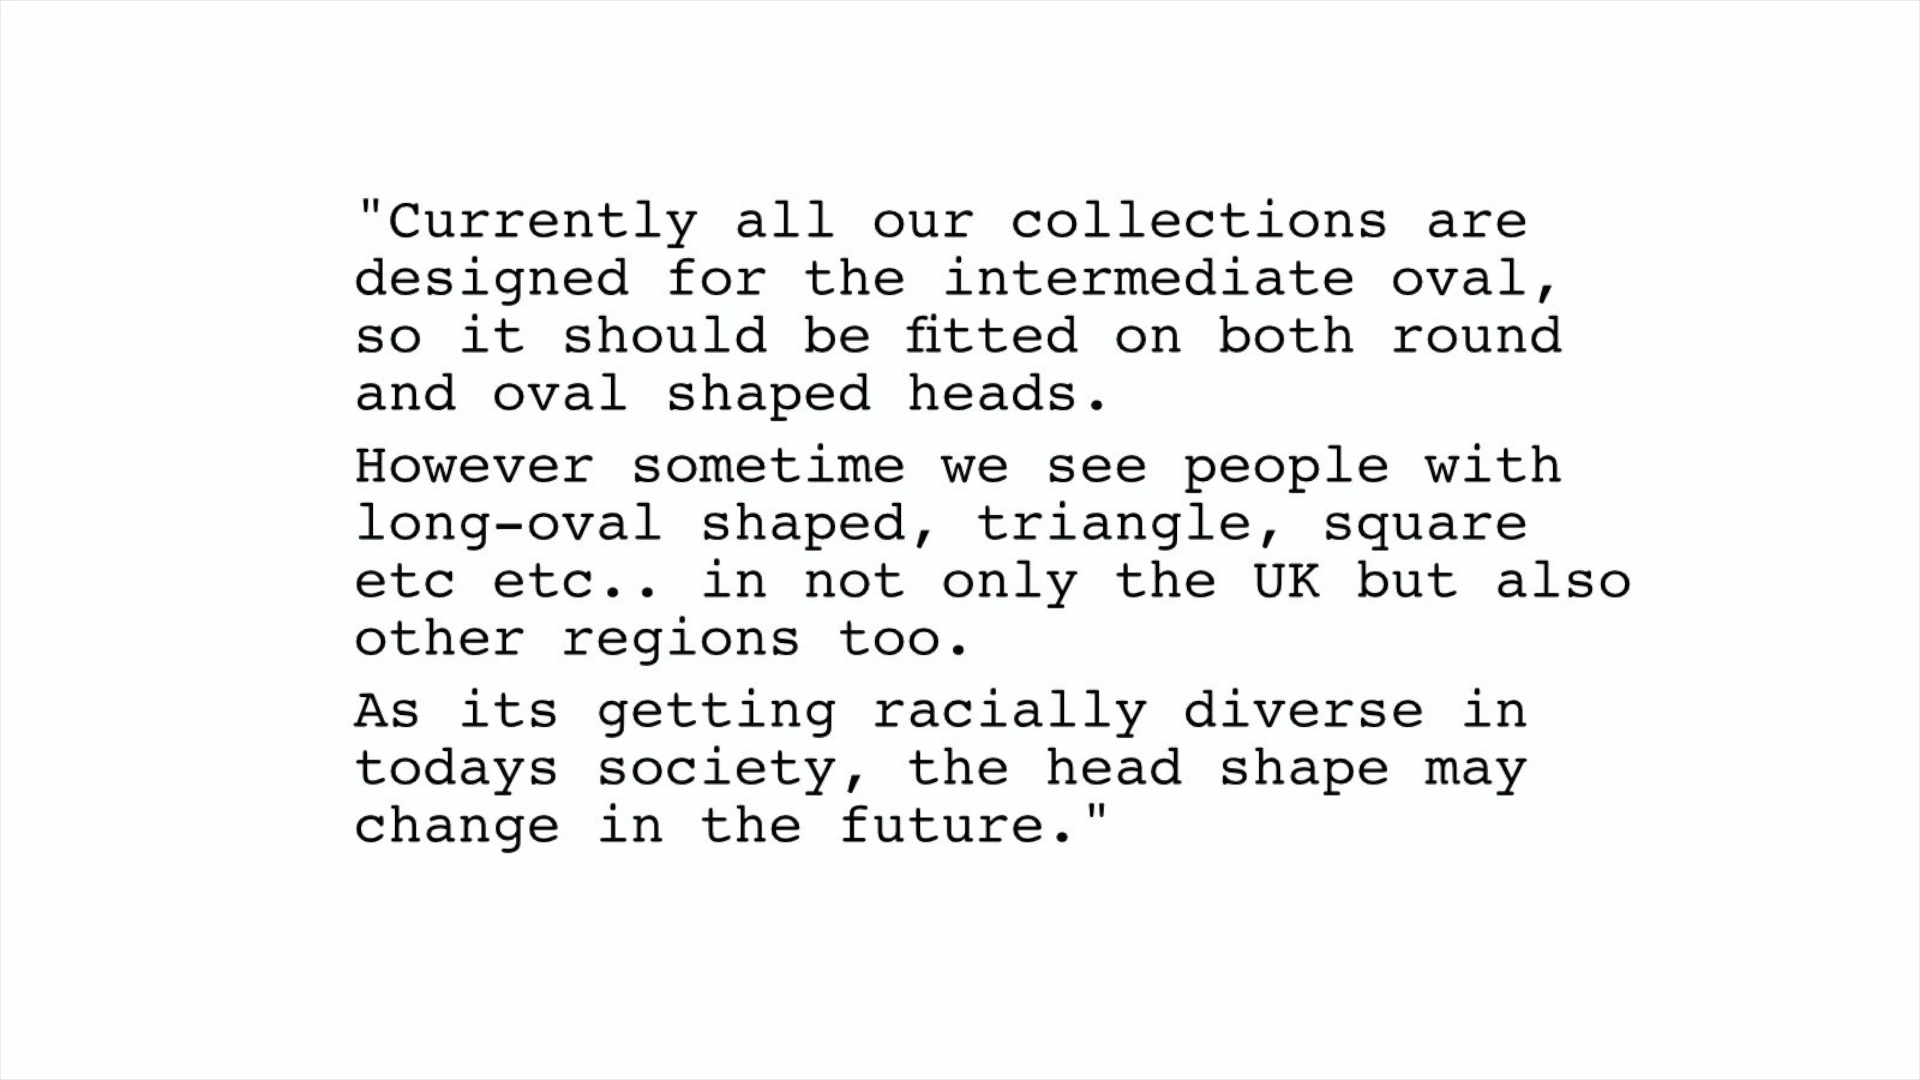 "Currently all our collections are
designed for the intermediate oval,
so it should be fitted on both round
and oval shaped heads.
However sometime we see people with
long-oval shaped, triangle, square
etc etc.. in not only the UK but also
other regions too.
As its getting racially diverse in
todays society, the head shape may
change in the future."